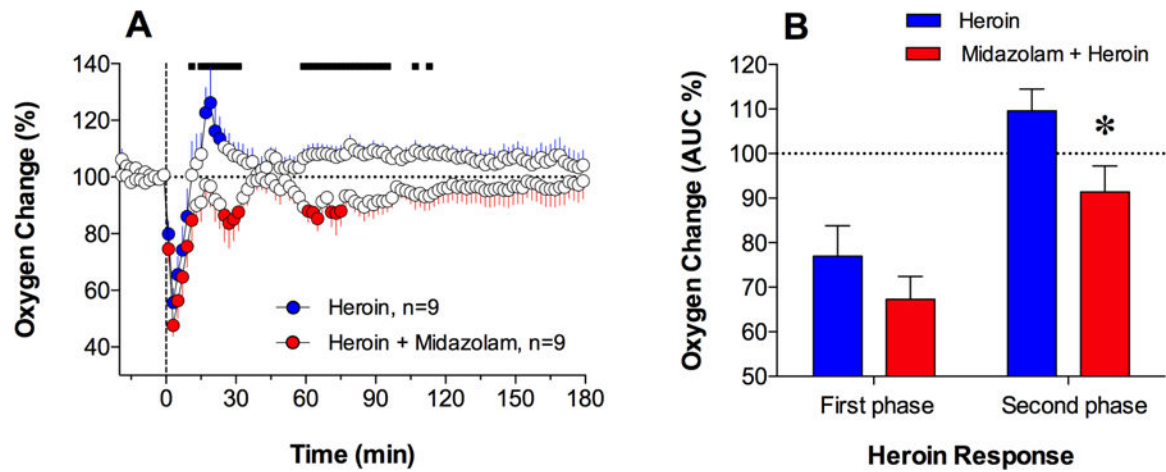 A
Oxygen Change (%)
140
120
100
80
60
40
Heroin, n=9
Heroin + Midazolam, n=9
0
30
60
90
120
150
180
Time (min)
B
Heroin
Midazolam + Heroin
Oxygen Change (AUC %)
120
110
100
90
80
70
60
50
*
First phase
Second phase
Heroin Response